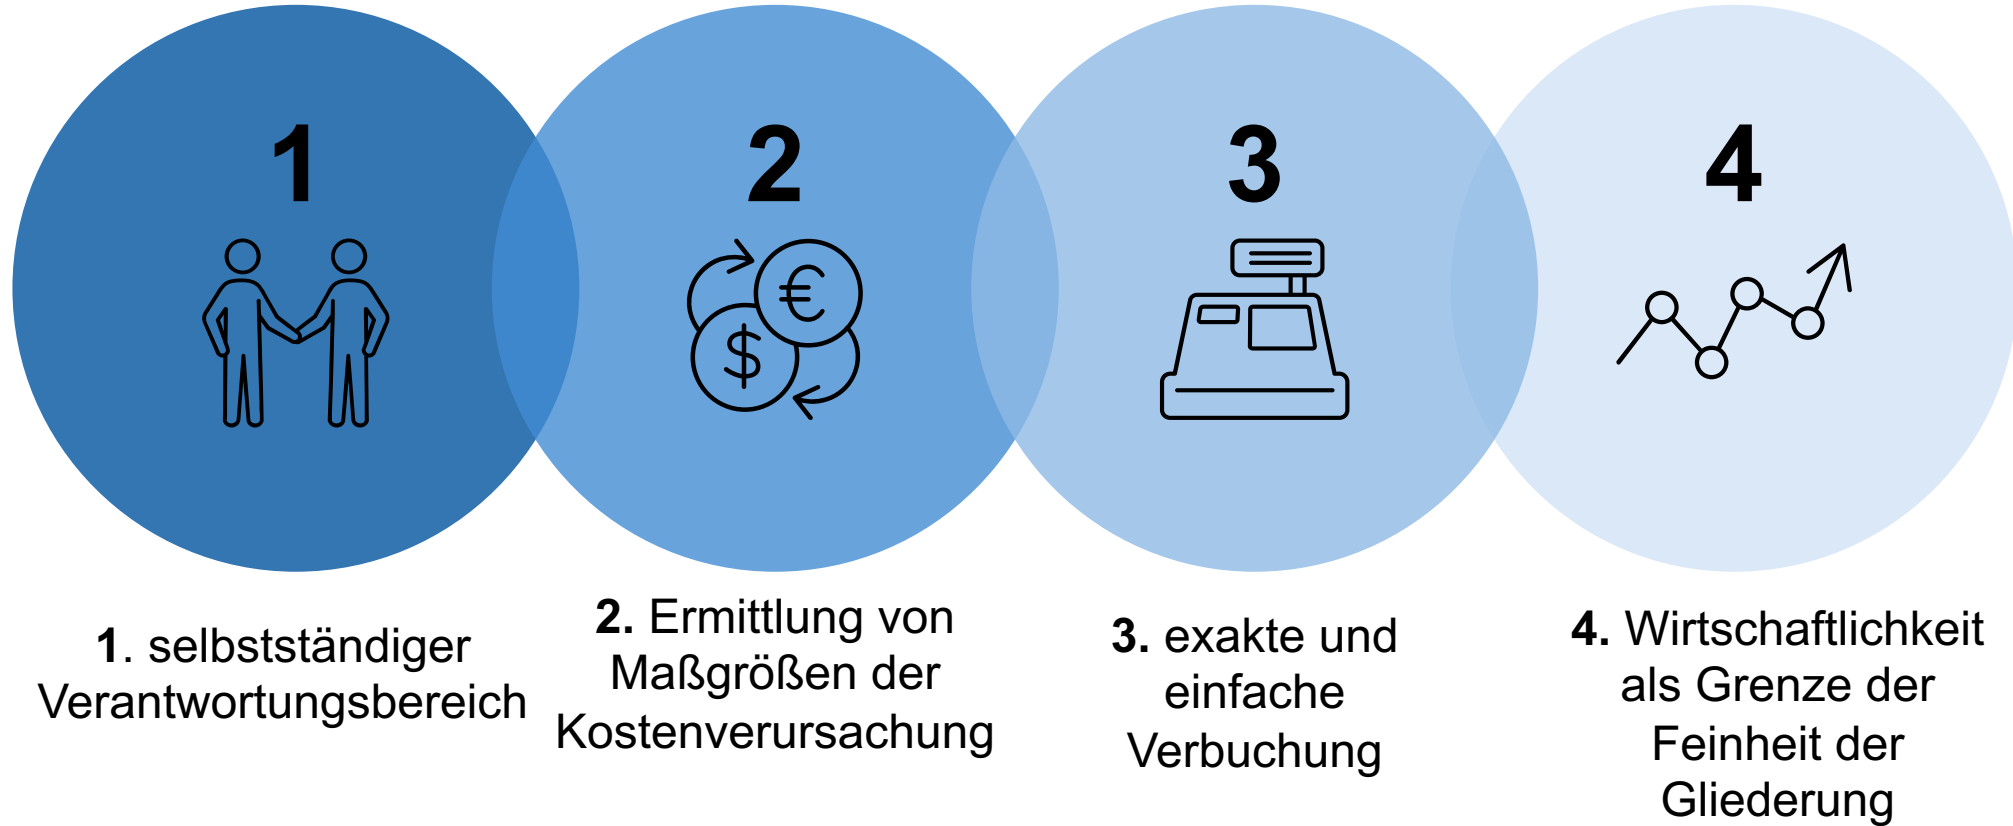 1
2
3
4
€
$
1. selbstständiger
Verantwortungsbereich
2. Ermittlung von
Maßgrößen der
Kostenverursachung
3. exakte und
einfache
Verbuchung
4. Wirtschaftlichkeit
als Grenze der
Feinheit der
Gliederung